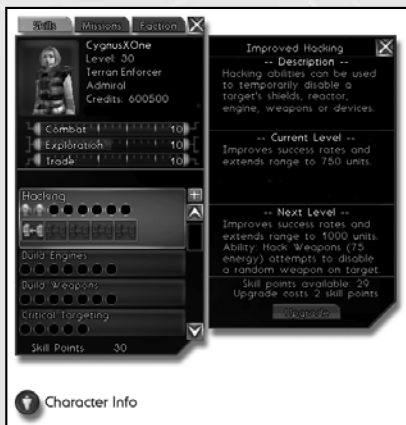 Skills Missions Faction
CygnusXOne
Level: 30
Terran Enforcer
Admiral
Credits: 600500
Combat 10
Exploration 10
Trade 10
Hacking
Build Engines
Build Weapons
Critical Targeting
Skill Points 30
Improved Hacking
-- Description --
Hacking abilities can be used
to temporarily disable a
target's shields, reactor,
engine, weapons or devices.
-- Current Level --
Improves success rates and
extends range to 750 units.
-- Next Level --
Improves success rates and
extends range to 1000 units.
Ability: Hack Weapons (75
energy) attempts to disable
a random weapon on target.
Skill points available: 29
Upgrade costs 2 skill points
Upgrade
Character Info